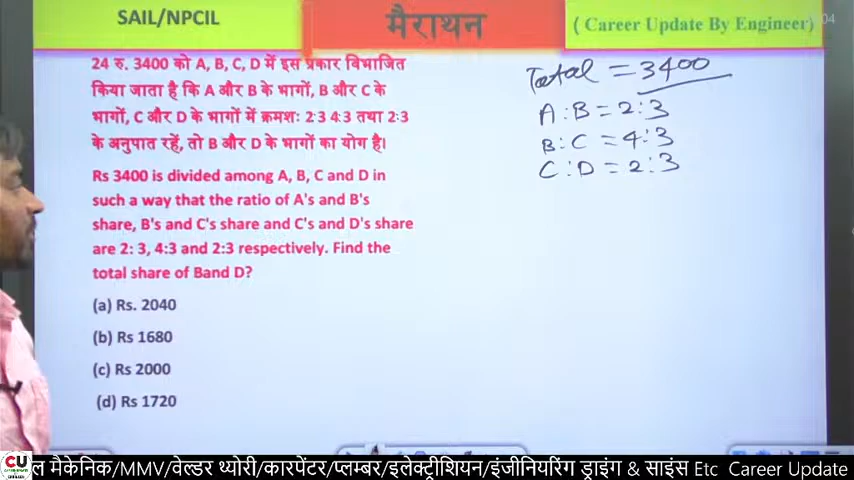 SAIL/NPCIL
मैराथन
( Career Update By Engineer)
04
24 रु. 3400 को A, B, C, D में इस प्रकार विभाजित
किया जाता है कि A और B के भागों, B और C के
भागों, C और D के भागों में क्रमशः 2:3 4:3 तथा 2:3
के अनुपात रहें, तो B और D के भागों का योग है।
Rs 3400 is divided among A, B, C and D in
such a way that the ratio of A's and B's
share, B's and C's share and C's and D's share
are 2: 3, 4:3 and 2:3 respectively. Find the
total share of Band D?
(a) Rs. 2040
(b) Rs 1680
(c) Rs 2000
(d) Rs 1720
Total = 3400
A : B = 2 : 3
B : C = 4 : 3
C : D = 2 : 3
CU
ल मैकेनिक/MMV/वेल्डर थ्योरी/कारपेंटर/प्लम्बर/इलेक्ट्रीशियन/इंजीनियरिंग ड्राइंग & साइंस Etc Career Update